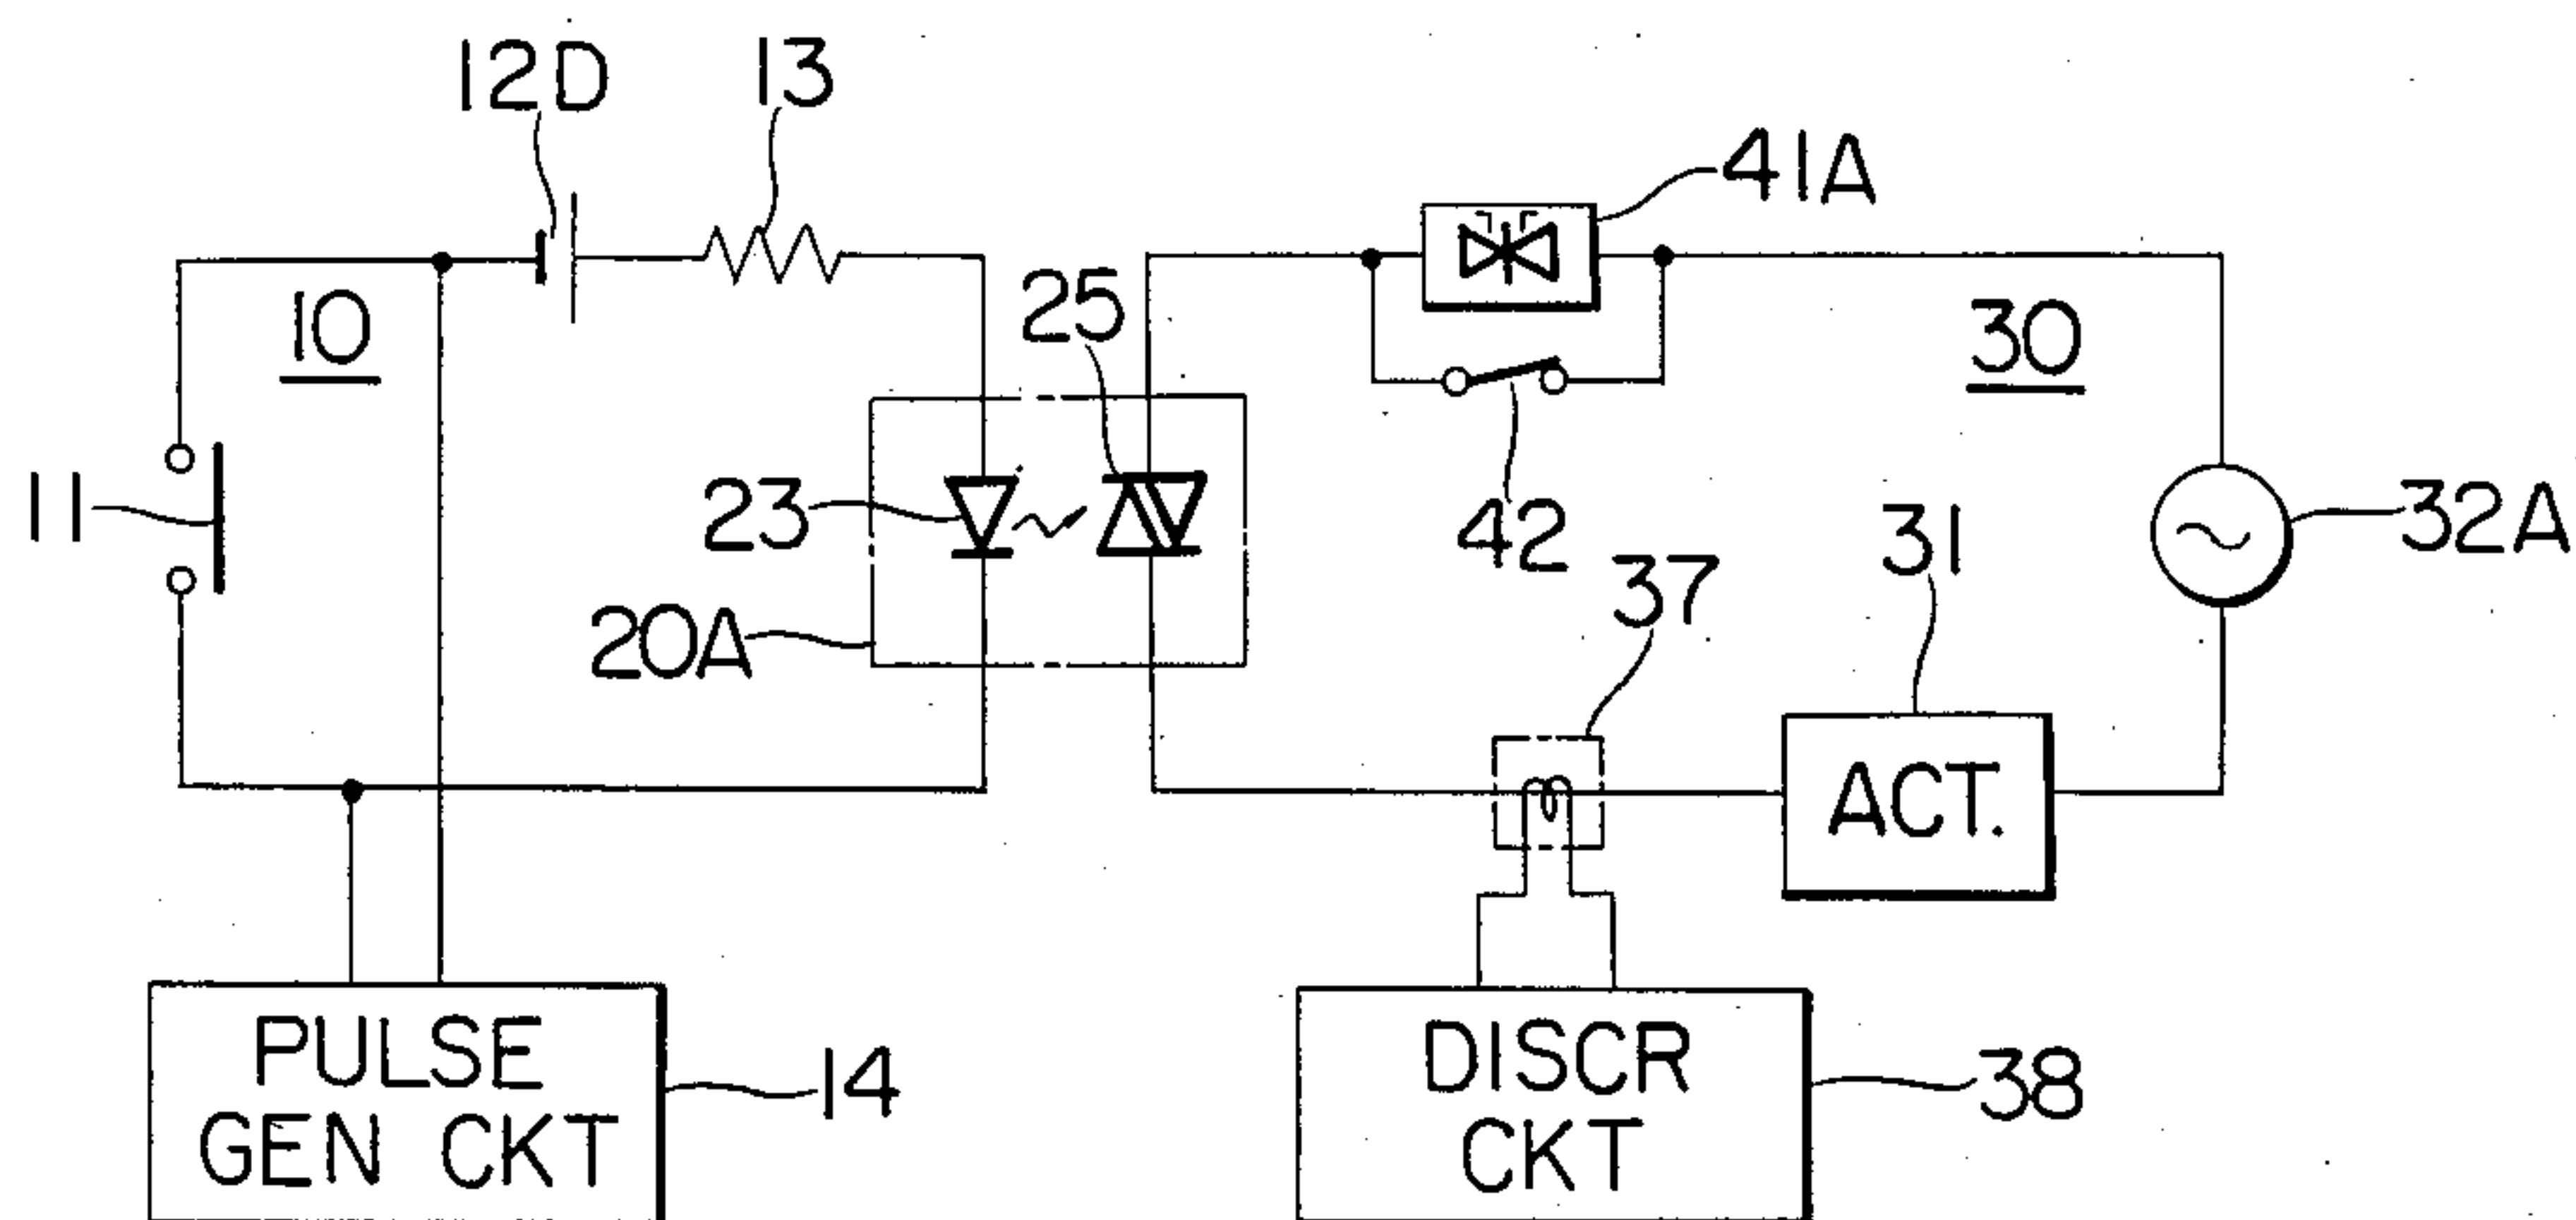 12D
13
41A
10
25
30
11
23
42
32A
20A
37
31
ACT.
PULSE
GEN CKT
14
DISCR
CKT
38